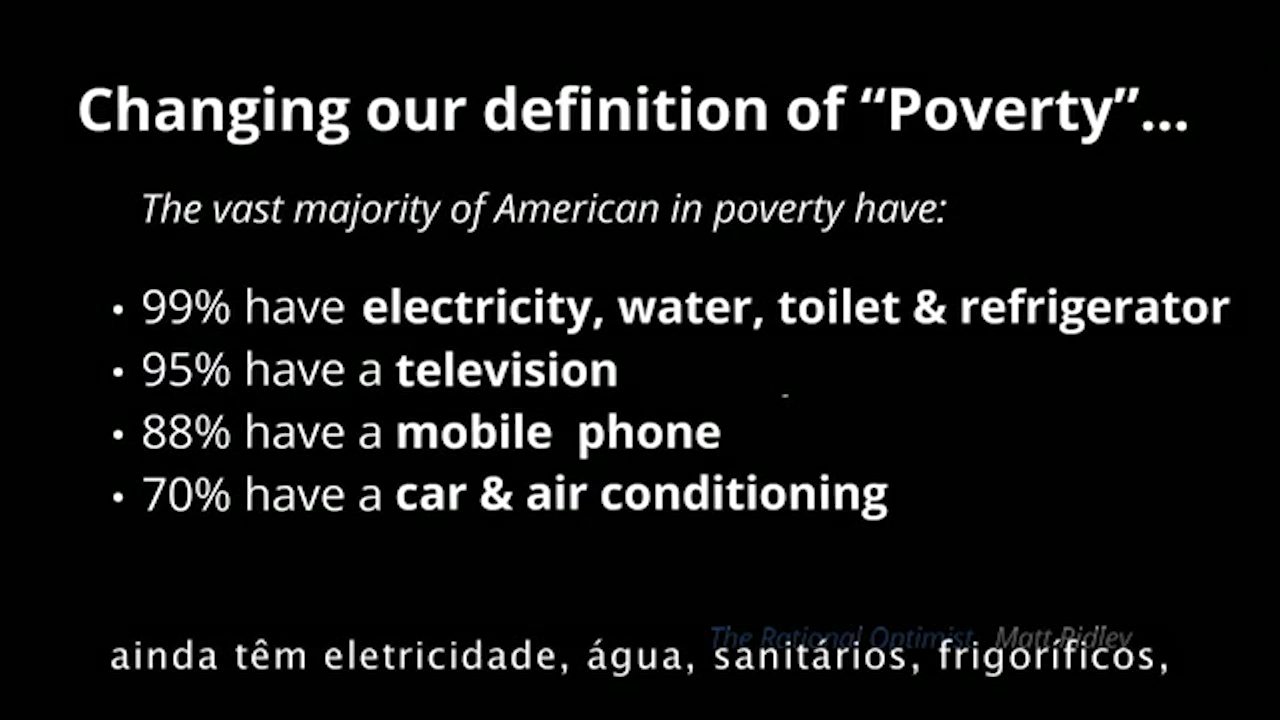 Changing our definition of “Poverty”...
The vast majority of American in poverty have:
• 99% have electricity, water, toilet & refrigerator
• 95% have a television
• 88% have a mobile phone
• 70% have a car & air conditioning
The Rational Optimist, Matt Ridley
ainda têm eletricidade, água, sanitários, frigoríficos,